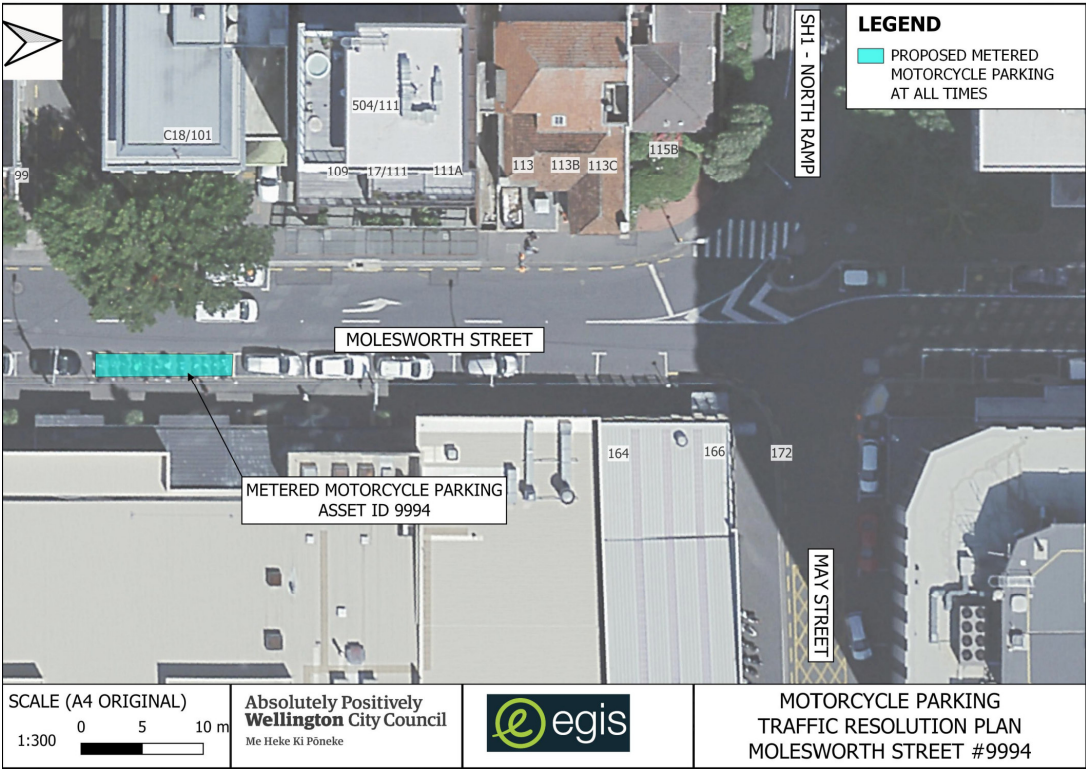 LEGEND
PROPOSED METERED
MOTORCYCLE PARKING
AT ALL TIMES
SH1 - NORTH RAMP
C18/101
504/111
99
109
17/111
111A
113
113B
113C
115B
MOLESWORTH STREET
164
166
172
METERED MOTORCYCLE PARKING
ASSET ID 9994
MAY STREET
SCALE (A4 ORIGINAL)
0 5 10 m
1:300
Absolutely Positively
Wellington City Council
Me Heke Ki Pōneke
egis
MOTORCYCLE PARKING
TRAFFIC RESOLUTION PLAN
MOLESWORTH STREET #9994